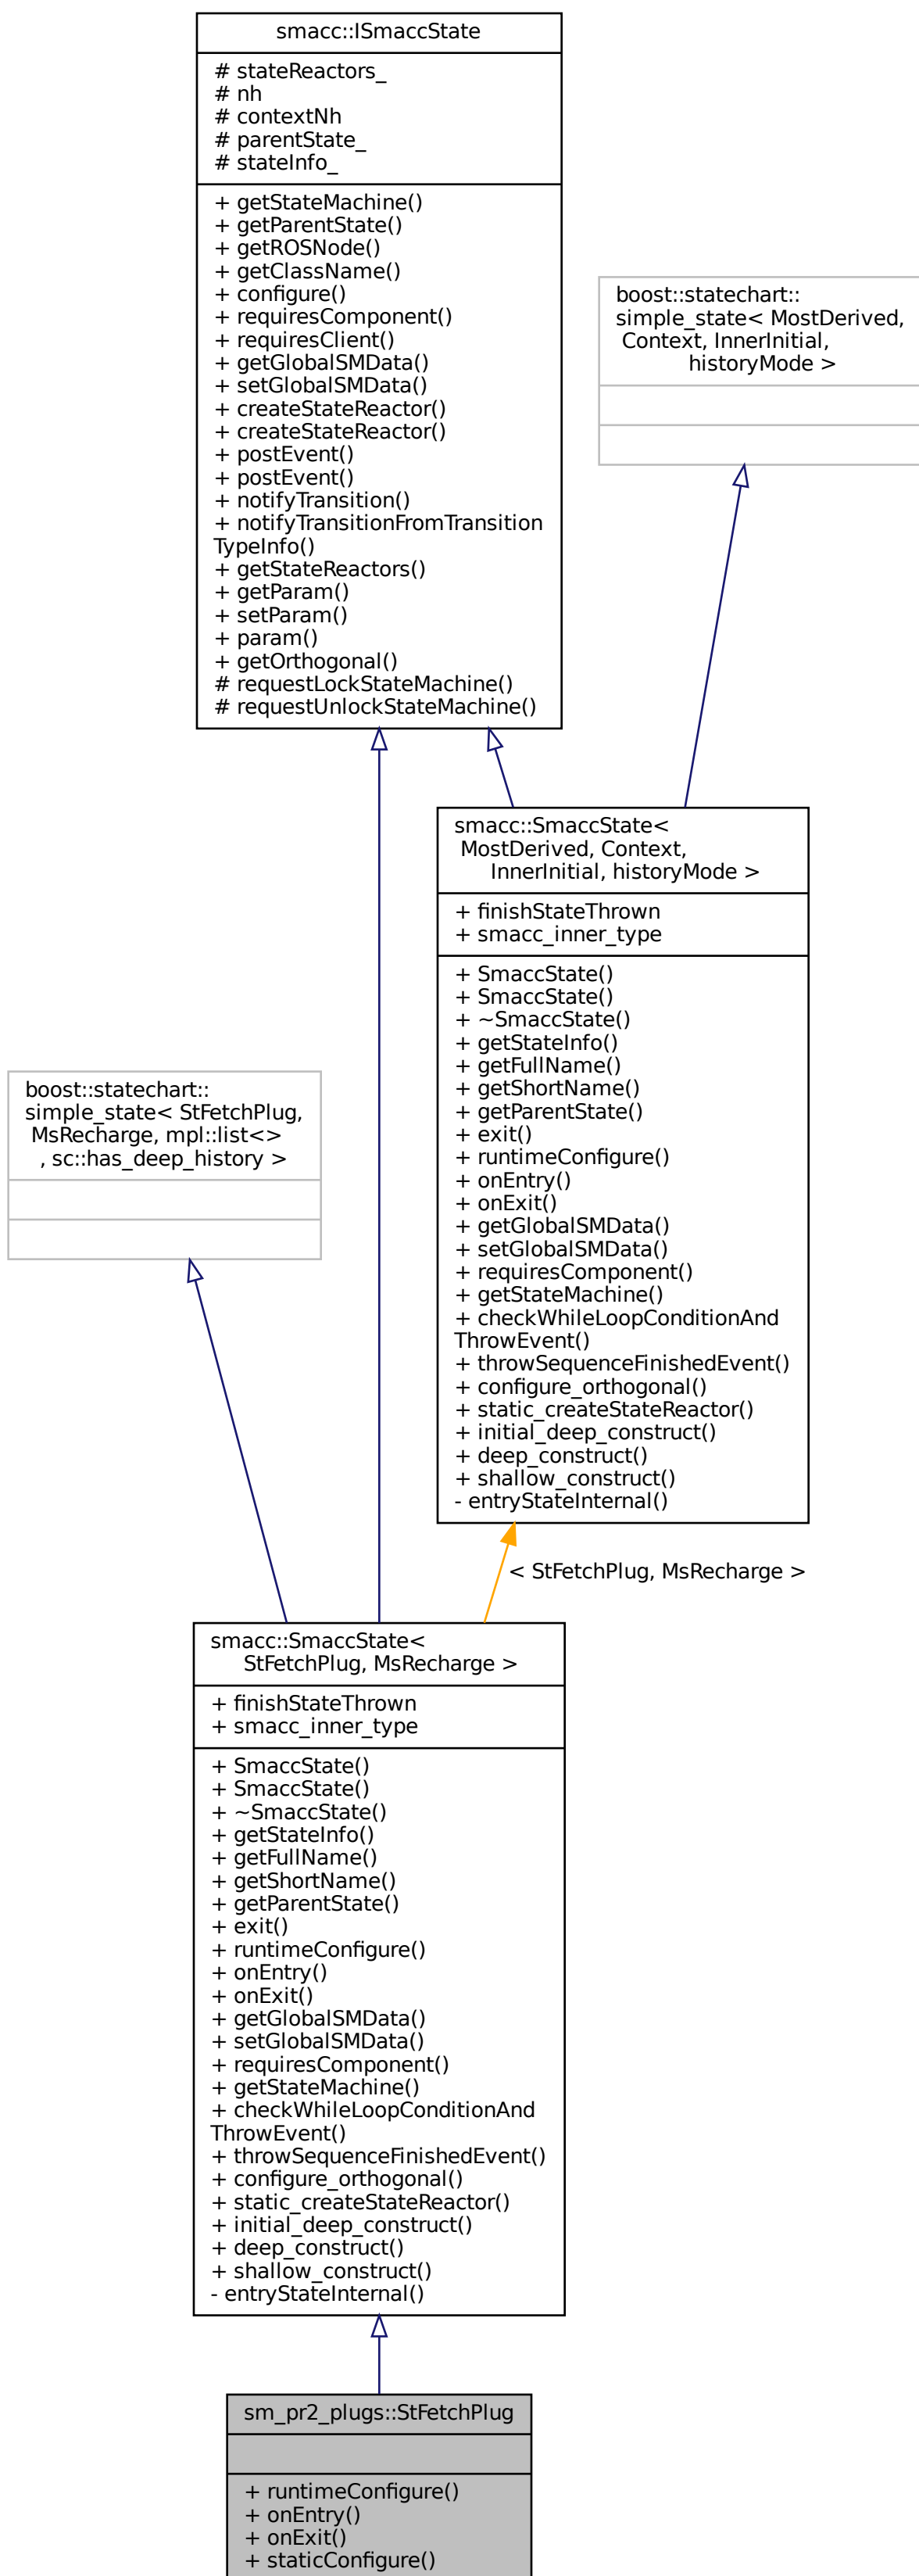 smacc::ISmaccState
# stateReactors_
# nh
# contextNh
# parentState_
# stateInfo_
+ getStateMachine()
+ getParentState()
+ getROSNode()
+ getClassName()
+ configure()
+ requiresComponent()
+ requiresClient()
+ getGlobalSMData()
+ setGlobalSMData()
+ createStateReactor()
+ createStateReactor()
+ postEvent()
+ postEvent()
+ notifyTransition()
+ notifyTransitionFromTransition
TypeInfo()
+ getStateReactors()
+ getParam()
+ setParam()
+ param()
+ getOrthogonal()
# requestLockStateMachine()
# requestUnlockStateMachine()
boost::statechart::
simple_state< MostDerived,
Context, InnerInitial,
historyMode >
smacc::SmaccState<
MostDerived, Context,
InnerInitial, historyMode >
+ finishStateThrown
+ smacc_inner_type
+ SmaccState()
+ SmaccState()
+ ~SmaccState()
+ getStateInfo()
+ getFullName()
+ getShortName()
+ getParentState()
+ exit()
+ runtimeConfigure()
+ onEntry()
+ onExit()
+ getGlobalSMData()
+ setGlobalSMData()
+ requiresComponent()
+ getStateMachine()
+ checkWhileLoopConditionAnd
ThrowEvent()
+ throwSequenceFinishedEvent()
+ configure_orthogonal()
+ static_createStateReactor()
+ initial_deep_construct()
+ deep_construct()
+ shallow_construct()
- entryStateInternal()
boost::statechart::
simple_state< StFetchPlug,
MsRecharge, mpl::list<>
, sc::has_deep_history >
< StFetchPlug, MsRecharge >
smacc::SmaccState<
StFetchPlug, MsRecharge >
+ finishStateThrown
+ smacc_inner_type
+ SmaccState()
+ SmaccState()
+ ~SmaccState()
+ getStateInfo()
+ getFullName()
+ getShortName()
+ getParentState()
+ exit()
+ runtimeConfigure()
+ onEntry()
+ onExit()
+ getGlobalSMData()
+ setGlobalSMData()
+ requiresComponent()
+ getStateMachine()
+ checkWhileLoopConditionAnd
ThrowEvent()
+ throwSequenceFinishedEvent()
+ configure_orthogonal()
+ static_createStateReactor()
+ initial_deep_construct()
+ deep_construct()
+ shallow_construct()
- entryStateInternal()
sm_pr2_plugs::StFetchPlug
+ runtimeConfigure()
+ onEntry()
+ onExit()
+ staticConfigure()